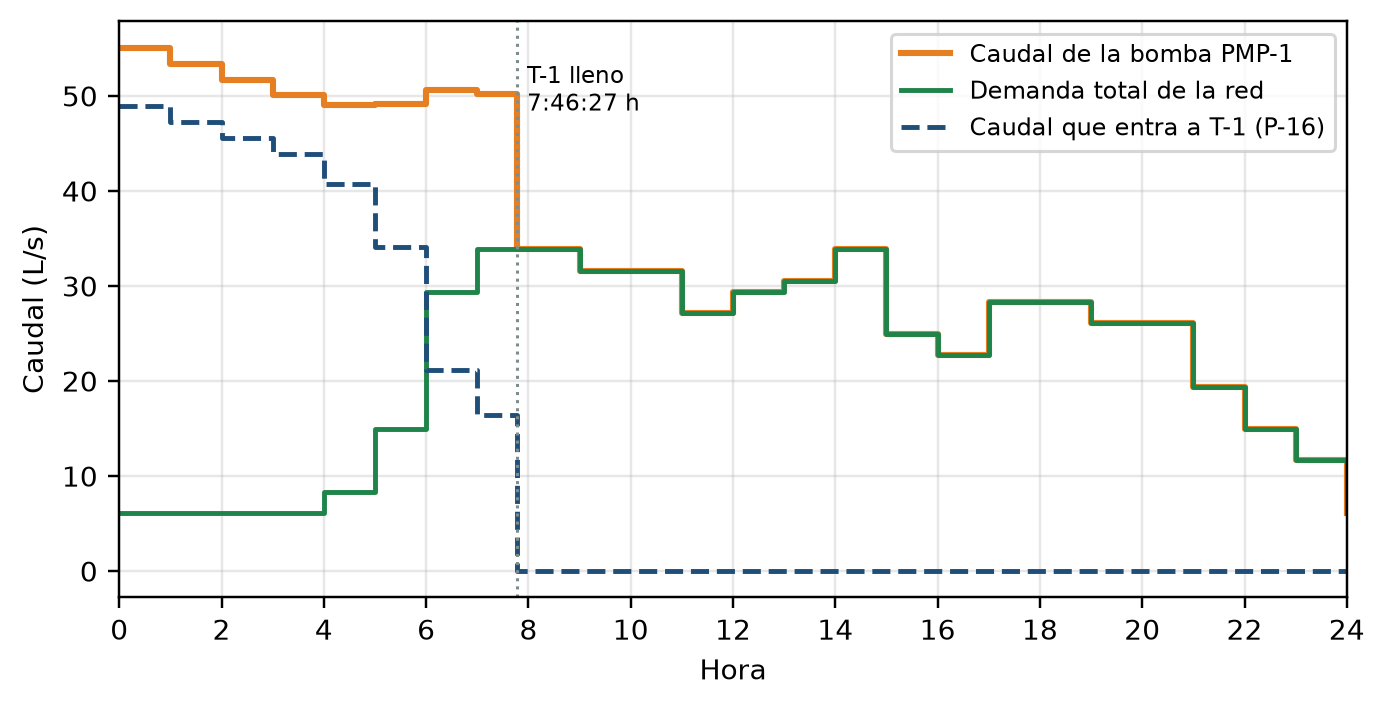 T-1 lleno
7:46:27 h
Caudal de la bomba PMP-1
Demanda total de la red
Caudal que entra a T-1 (P-16)
Caudal (L/s)
50
40
30
20
10
0
0 2 4 6 8 10 12 14 16 18 20 22 24
Hora